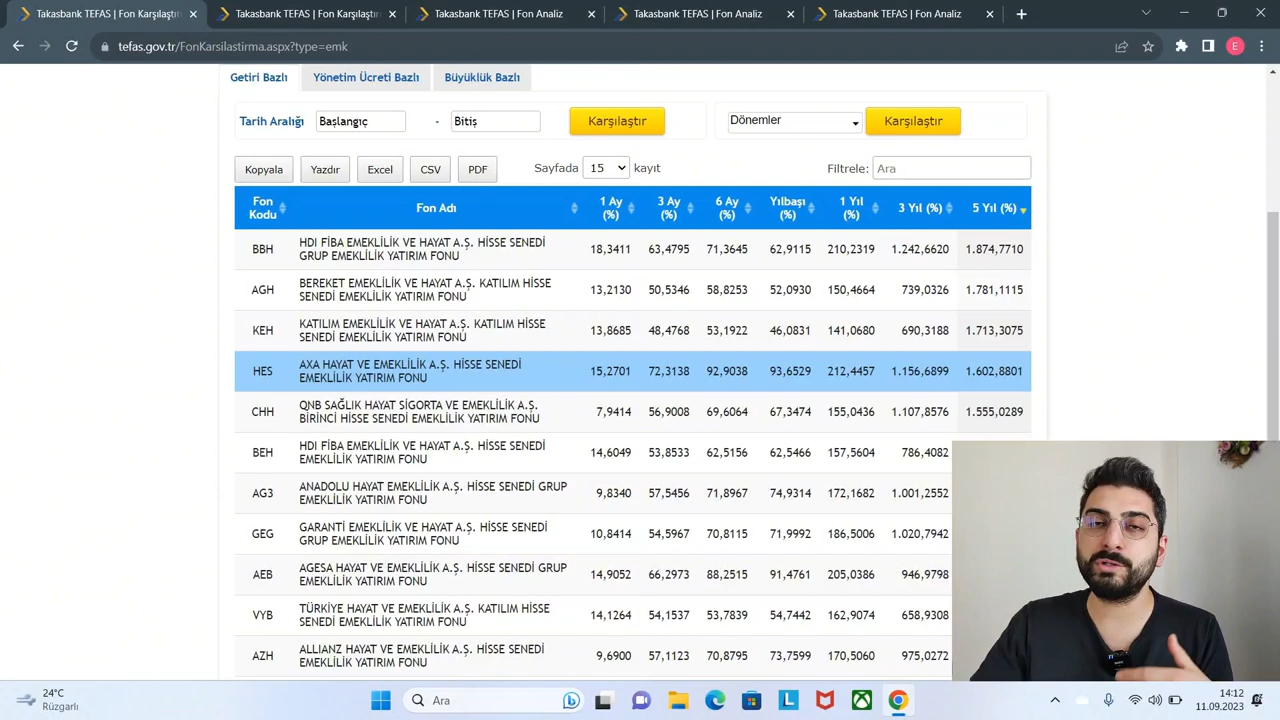 Takasbank TEFAS | Fon Karşılaştırı
Takasbank TEFAS | Fon Karşılaştırı
Takasbank TEFAS | Fon Analiz
Takasbank TEFAS | Fon Analiz
Takasbank TEFAS | Fon Analiz
tefas.gov.tr/FonKarsilastirma.aspx?type=emk
E
Getiri Bazlı
Yönetim Ücreti Bazlı
Büyüklük Bazlı
Tarih Aralığı
Başlangıç
-
Bitiş
Karşılaştır
Dönemler
Karşılaştır
Kopyala
Yazdır
Excel
CSV
PDF
Sayfada 15 kayıt
Filtrele: Ara
Fon Kodu
Fon Adı
1 Ay (%)
3 Ay (%)
6 Ay (%)
Yılbaşı (%)
1 Yıl (%)
3 Yıl (%)
5 Yıl (%)
BBH
HDI FİBA EMEKLİLİK VE HAYAT A.Ş. HİSSE SENEDİ
GRUP EMEKLİLİK YATIRIM FONU
18,3411 63,4795 71,3645 62,9115 210,2319 1.242,6620 1.874,7710
AGH
BEREKET EMEKLİLİK VE HAYAT A.Ş. KATILIM HİSSE
SENEDİ EMEKLİLİK YATIRIM FONU
13,2130 50,5346 58,8253 52,0930 150,4664 739,0326 1.781,1115
KEH
KATILIM EMEKLİLİK VE HAYAT A.Ş. KATILIM HİSSE
SENEDİ EMEKLİLİK YATIRIM FONU
13,8685 48,4768 53,1922 46,0831 141,0680 690,3188 1.713,3075
HES
AXA HAYAT VE EMEKLİLİK A.Ş. HİSSE SENEDİ
EMEKLİLİK YATIRIM FONU
15,2701 72,3138 92,9038 93,6529 212,4457 1.156,6899 1.602,8801
CHH
QNB SAĞLIK HAYAT SİGORTA VE EMEKLİLİK A.Ş.
BİRİNCİ HİSSE SENEDİ EMEKLİLİK YATIRIM FONU
7,9414 56,9008 69,6064 67,3474 155,0436 1.107,8576 1.555,0289
BEH
HDI FİBA EMEKLİLİK VE HAYAT A.Ş. HİSSE SENEDİ
EMEKLİLİK YATIRIM FONU
14,6049 53,8533 62,5156 62,5466 157,5604 786,4082
AG3
ANADOLU HAYAT EMEKLİLİK A.Ş. HİSSE SENEDİ GRUP
EMEKLİLİK YATIRIM FONU
9,8340 57,5456 71,8967 74,9314 172,1682 1.001,2552
GEG
GARANTİ EMEKLİLİK VE HAYAT A.Ş. HİSSE SENEDİ
GRUP EMEKLİLİK YATIRIM FONU
10,8414 54,5967 70,8115 71,9992 186,5006 1.020,7942
AEB
AGESA HAYAT VE EMEKLİLİK A.Ş. HİSSE SENEDİ GRUP
EMEKLİLİK YATIRIM FONU
14,9052 66,2973 88,2515 91,4761 205,0386 946,9798
VYB
TÜRKİYE HAYAT VE EMEKLİLİK A.Ş. KATILIM HİSSE
SENEDİ EMEKLİLİK YATIRIM FONU
14,1264 54,1537 53,7839 54,7442 162,9074 658,9308
AZH
ALLIANZ HAYAT VE EMEKLİLİK A.Ş. HİSSE SENEDİ
EMEKLİLİK YATIRIM FONU
9,6900 57,1123 70,8795 73,7599 170,5060 975,0272
24°C
Rüzgarlı
Ara
L
14:12
11.09.2023